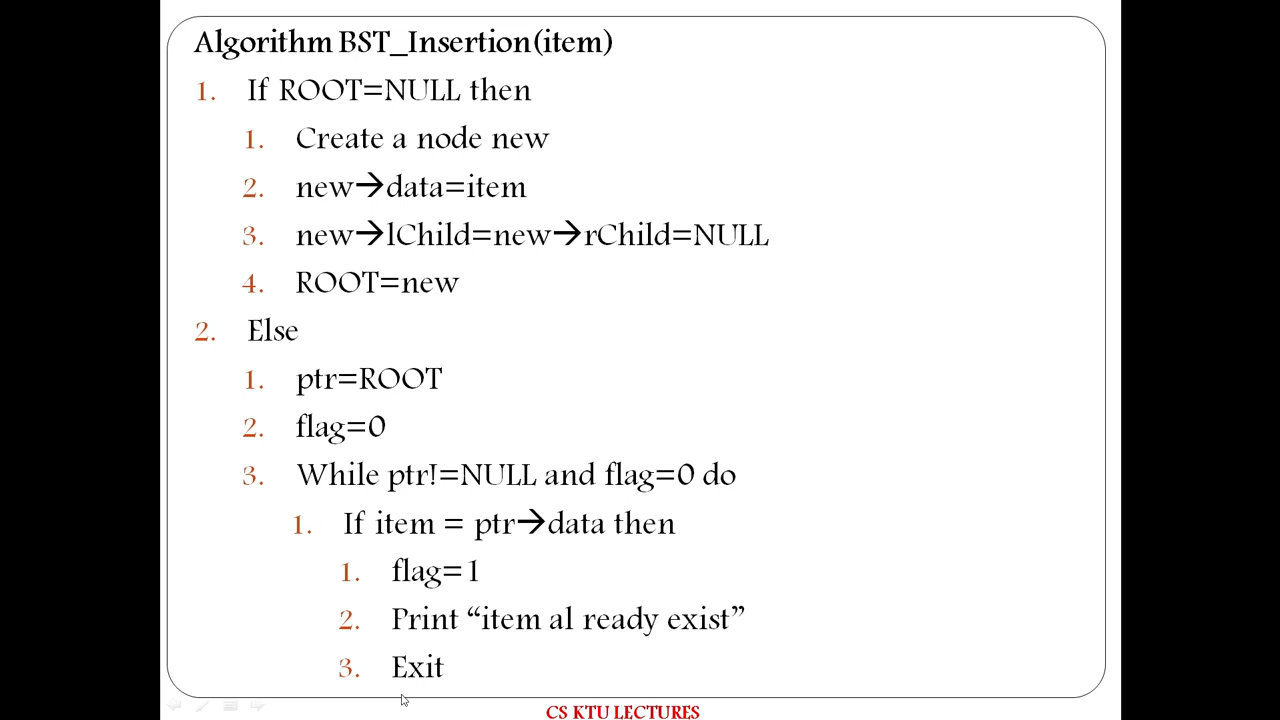 Algorithm BST_Insertion(item)
1. If ROOT=NULL then
1. Create a node new
2. new→data=item
3. new→lChild=new→rChild=NULL
4. ROOT=new
2. Else
1. ptr=ROOT
2. flag=0
3. While ptr!=NULL and flag=0 do
1. If item = ptr→data then
1. flag=1
2. Print “item al ready exist”
3. Exit
CS KTU LECTURES